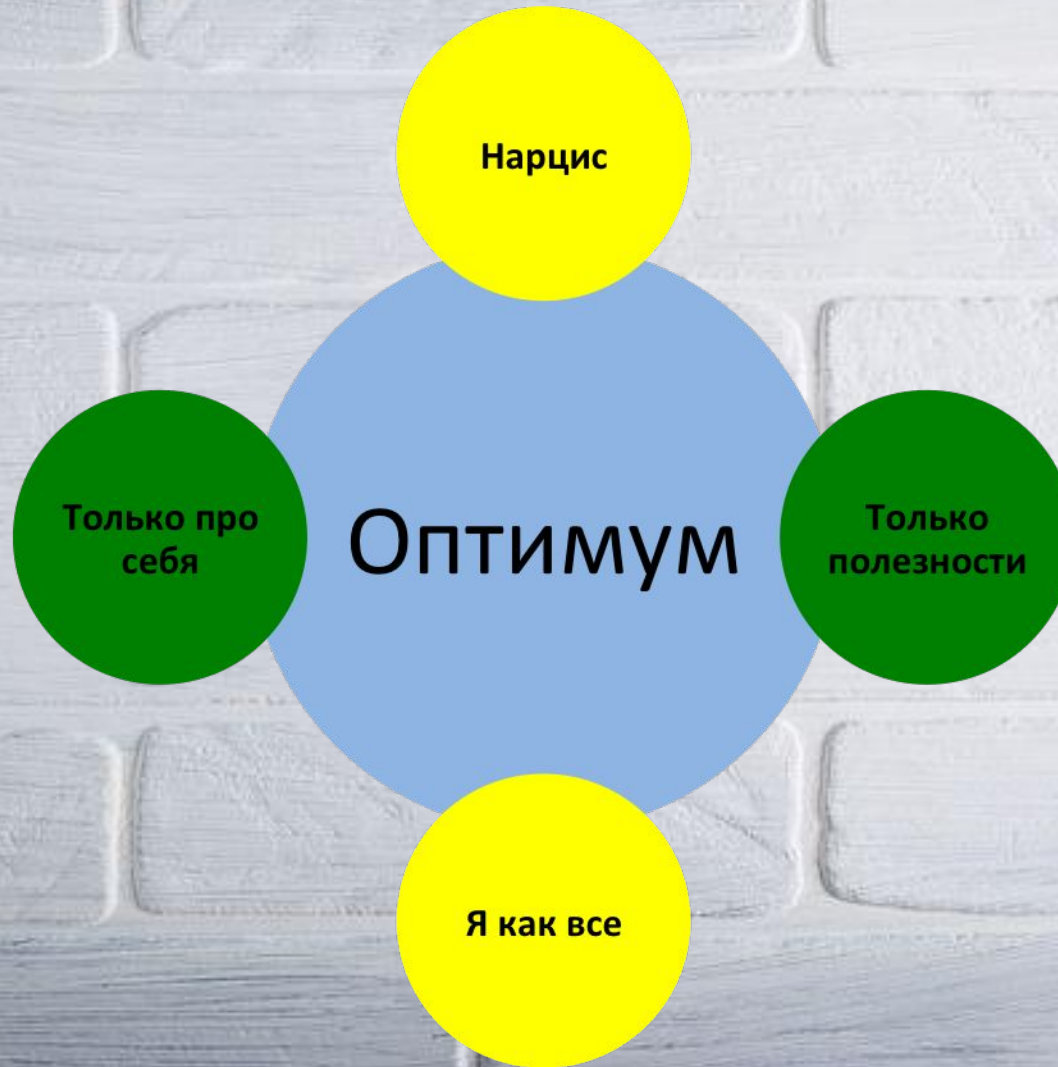 Нарцис
Только про
себя
Оптимум
Только
полезности
Я как все